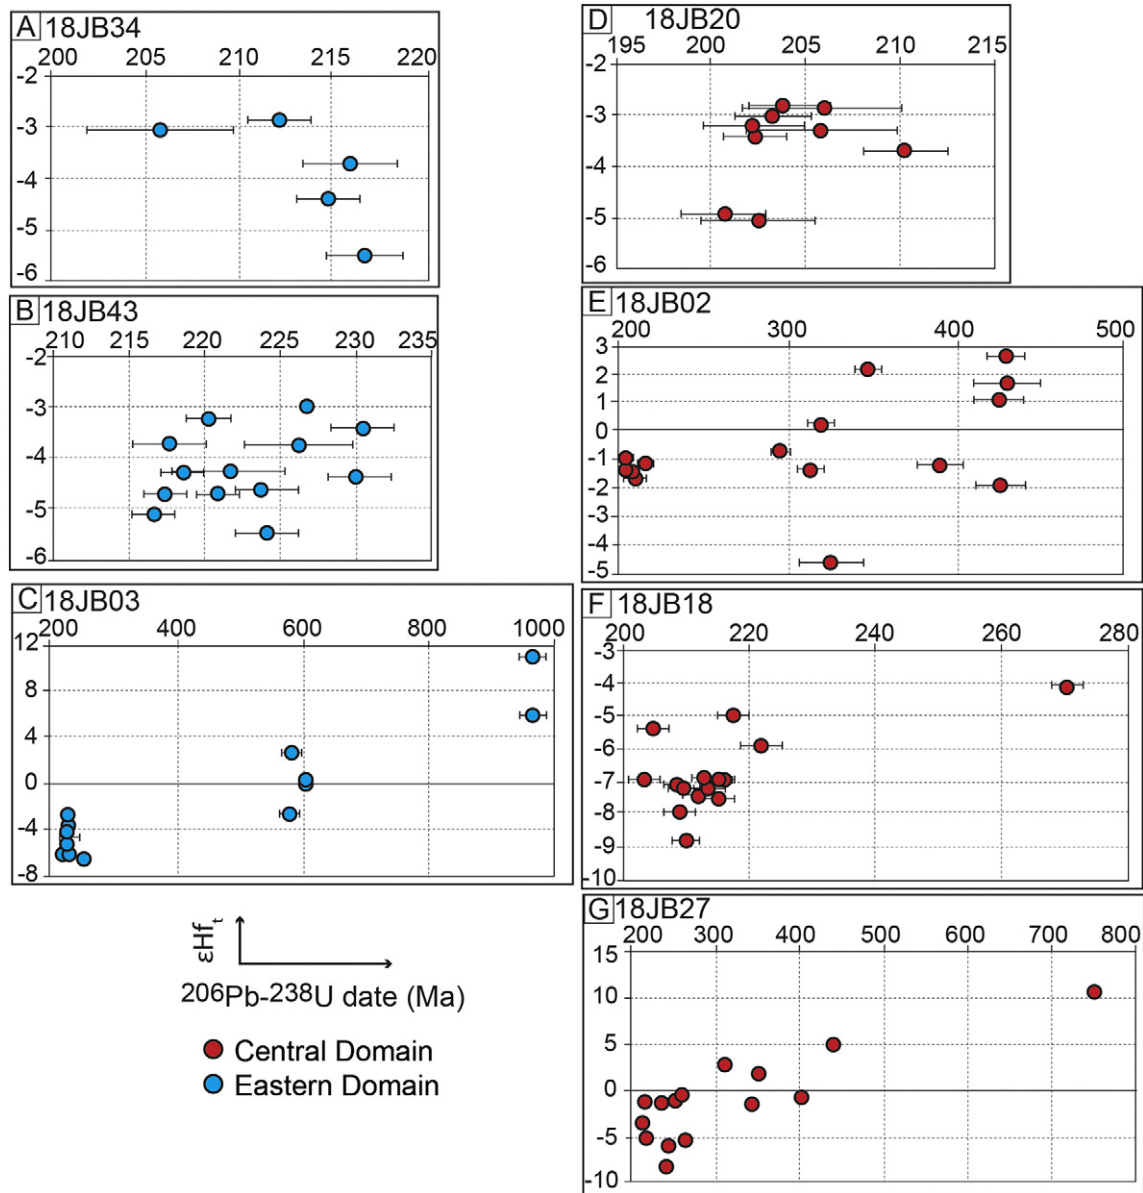 A 18JB34
200 205 210 215 220
-2
-3
-4
-5
-6
B 18JB43
210 215 220 225 230 235
-2
-3
-4
-5
-6
C 18JB03
200 400 600 800 1000
12
8
4
0
-4
-8
εHft
206Pb-238U date (Ma)
Central Domain
Eastern Domain
D 18JB20
195 200 205 210 215
-2
-3
-4
-5
-6
E 18JB02
200 300 400 500
3
2
1
0
-1
-2
-3
-4
-5
F 18JB18
200 220 240 260 280
-3
-4
-5
-6
-7
-8
-9
-10
G 18JB27
200 300 400 500 600 700 800
15
10
5
0
-5
-10